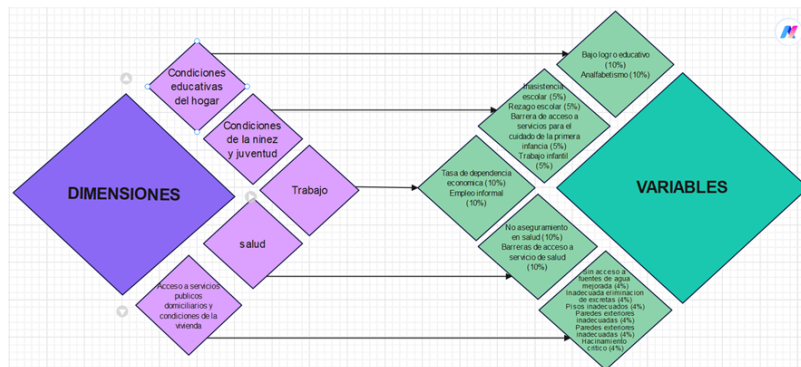 Condiciones
educativas
del hogar
Condiciones
de la ninez
y juventud
DIMENSIONES
Trabajo
salud
Acceso a servicios
publicos
domiciliarios y
condiciones de la
vivienda
Bajo logro educativo
(10%)
Analfabetismo (10%)
Inasistencia
escolar (5%)
Rezago escolar (5%)
Barrera de acceso a
servicios para el
cuidado de la primera
infancia (5%)
Trabajo infantil
(5%)
Tasa de dependencia
economica (10%)
Empleo informal
(10%)
VARIABLES
No aseguramiento
en salud (10%)
Barreras de acceso a
servicio de salud
(10%)
Sin acceso a
fuentes de agua
mejorada (4%)
Inadecuada eliminacion
de excretas (4%)
Pisos inadecuados (4%)
Paredes exteriores
inadecuadas (4%)
Paredes exteriores
inadecuadas (4%)
Hacinamiento
critico (4%)